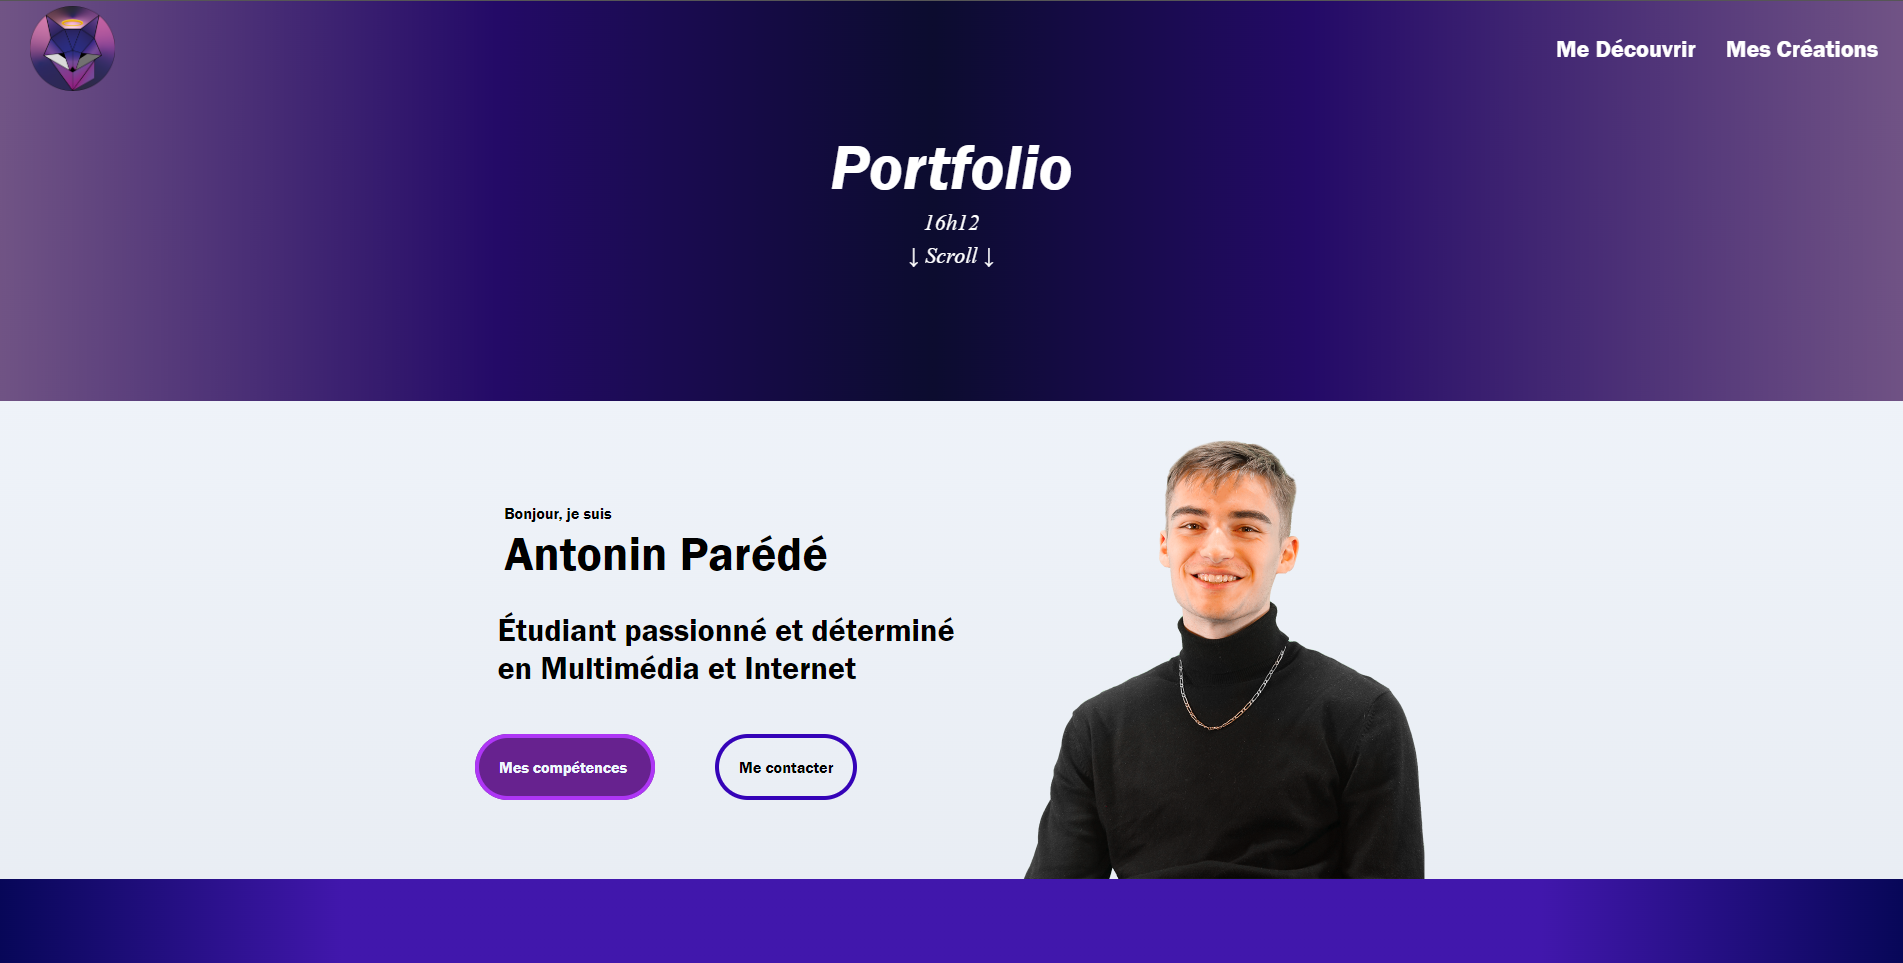 Me Découvrir Mes Créations
Portfolio
16h12
↓ Scroll ↓
Bonjour, je suis
Antonin Parédé
Étudiant passionné et déterminé
en Multimédia et Internet
Mes compétences Me contacter